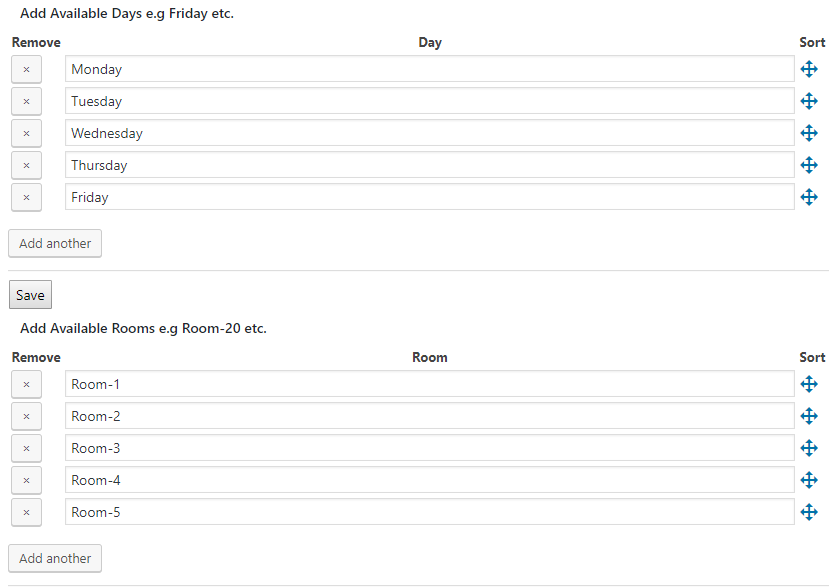 Add Available Days e.g Friday etc.
Remove Day Sort
× Monday
× Tuesday
× Wednesday
× Thursday
× Friday
Add another
Save
Add Available Rooms e.g Room-20 etc.
Remove Room Sort
× Room-1
× Room-2
× Room-3
× Room-4
× Room-5
Add another